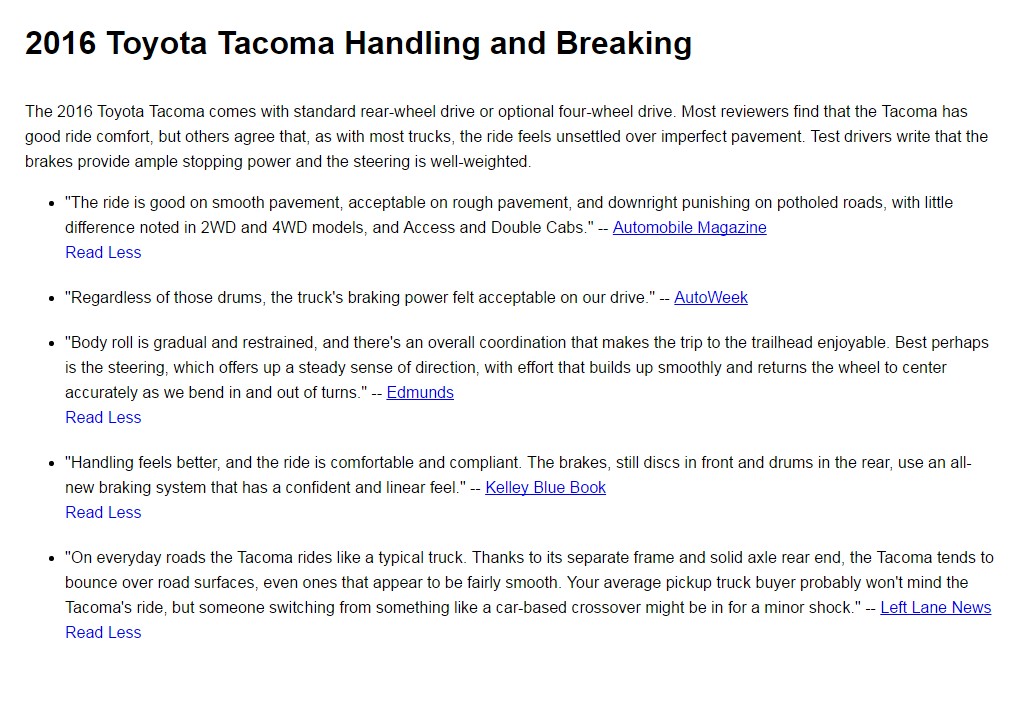 2016 Toyota Tacoma Handling and Breaking
The 2016 Toyota Tacoma comes with standard rear-wheel drive or optional four-wheel drive. Most reviewers find that the Tacoma has
good ride comfort, but others agree that, as with most trucks, the ride feels unsettled over imperfect pavement. Test drivers write that the
brakes provide ample stopping power and the steering is well-weighted.
• "The ride is good on smooth pavement, acceptable on rough pavement, and downright punishing on potholed roads, with little
difference noted in 2WD and 4WD models, and Access and Double Cabs." -- Automobile Magazine
Read Less
• "Regardless of those drums, the truck's braking power felt acceptable on our drive." -- AutoWeek
• "Body roll is gradual and restrained, and there's an overall coordination that makes the trip to the trailhead enjoyable. Best perhaps
is the steering, which offers up a steady sense of direction, with effort that builds up smoothly and returns the wheel to center
accurately as we bend in and out of turns." -- Edmunds
Read Less
• "Handling feels better, and the ride is comfortable and compliant. The brakes, still discs in front and drums in the rear, use an all-
new braking system that has a confident and linear feel." -- Kelley Blue Book
Read Less
• "On everyday roads the Tacoma rides like a typical truck. Thanks to its separate frame and solid axle rear end, the Tacoma tends to
bounce over road surfaces, even ones that appear to be fairly smooth. Your average pickup truck buyer probably won't mind the
Tacoma's ride, but someone switching from something like a car-based crossover might be in for a minor shock." -- Left Lane News
Read Less